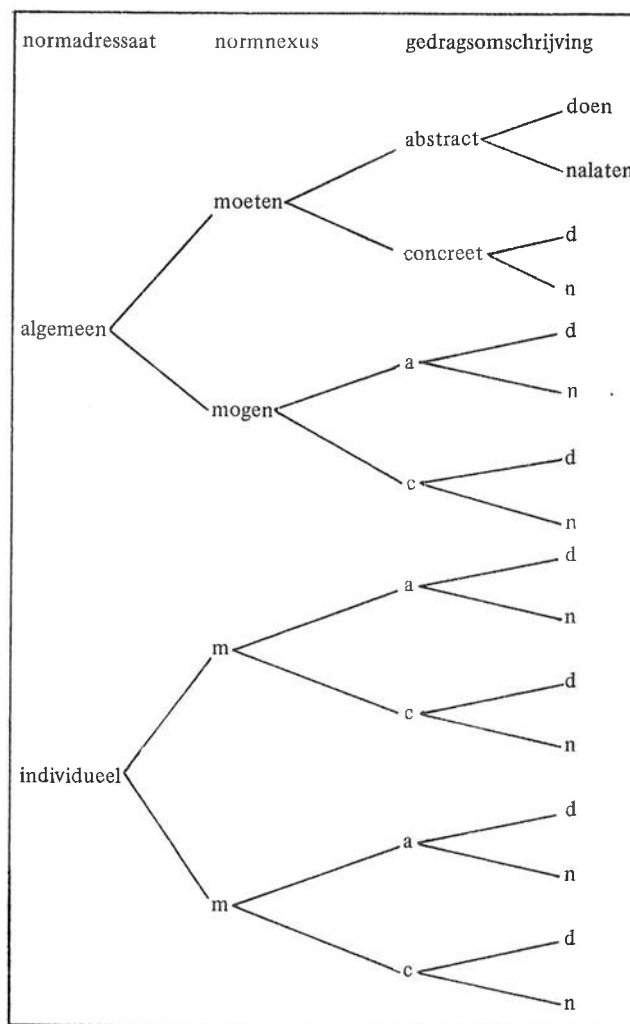 normadressaat normnexus gedragsomschrijving
doen
abstract
nalaten
moeten
d
concreet
n
algemeen
d
a
n
mogen
d
c
n
d
a
n
m
d
c
n
individueel
d
a
n
m
d
c
n